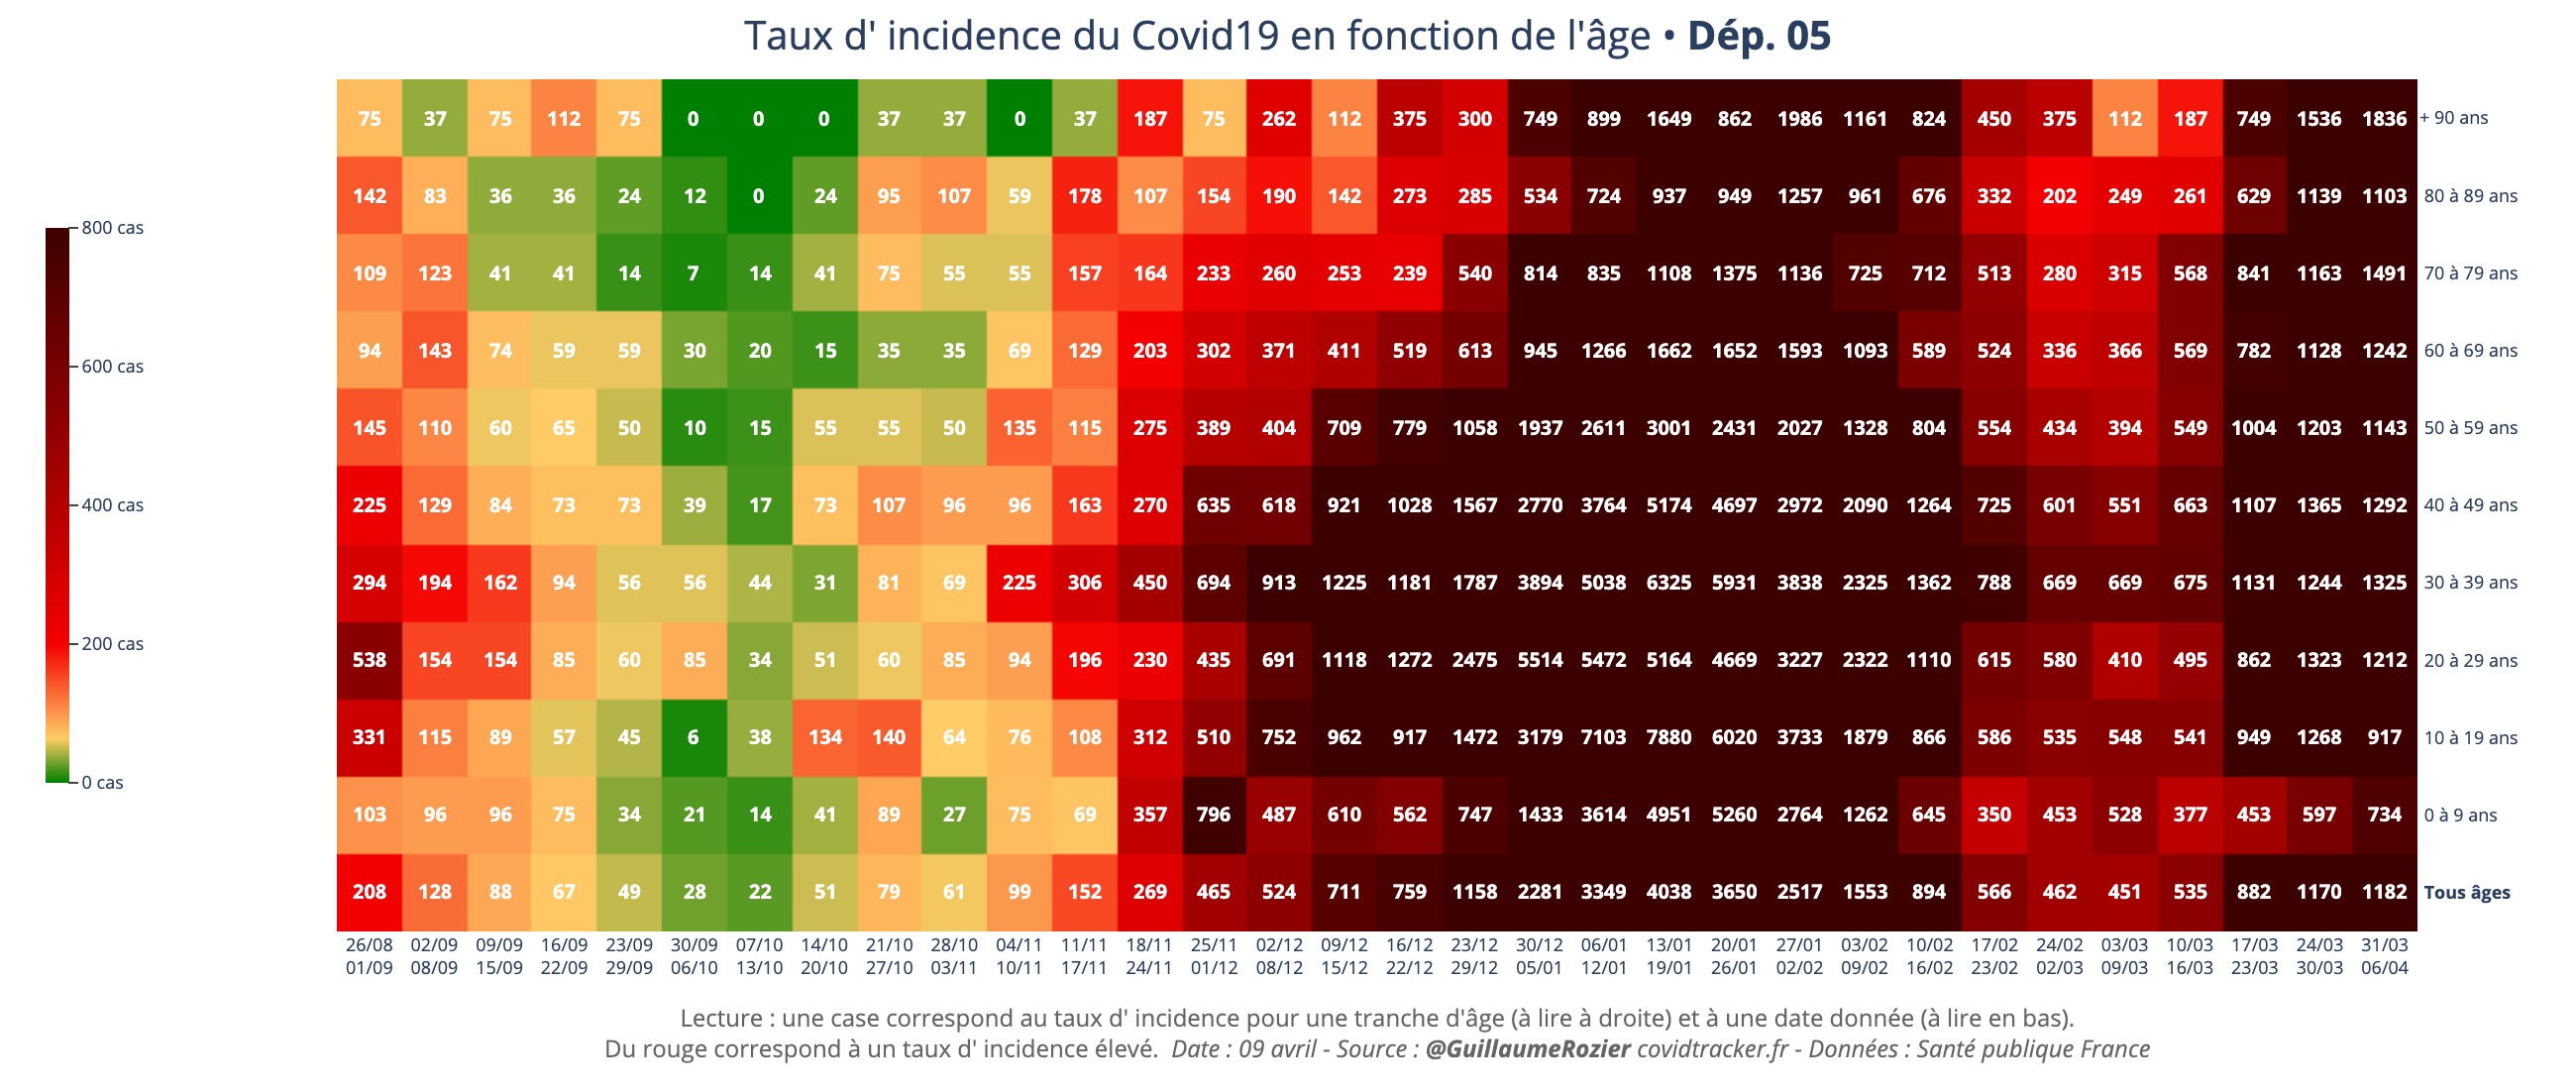 Taux d' incidence du Covid19 en fonction de l'âge • Dép. 05
800 cas
600 cas
400 cas
200 cas
0 cas
75 37 75 112 75 0 0 0 37 37 0 37 187 75 262 112 375 300 749 899 1649 862 1986 1161 824 450 375 112 187 749 1536 1836 + 90 ans
142 83 36 36 24 12 0 24 95 107 59 178 107 154 190 142 273 285 534 724 937 949 1257 961 676 332 202 249 261 629 1139 1103 80 à 89 ans
109 123 41 41 14 7 14 41 75 55 55 157 164 233 260 253 239 540 814 835 1108 1375 1136 725 712 513 280 315 568 841 1163 1491 70 à 79 ans
94 143 74 59 59 30 20 15 35 35 69 129 203 302 371 411 519 613 945 1266 1662 1652 1593 1093 589 524 336 366 569 782 1128 1242 60 à 69 ans
145 110 60 65 50 10 15 55 55 50 135 115 275 389 404 709 779 1058 1937 2611 3001 2431 2027 1328 804 554 434 394 549 1004 1203 1143 50 à 59 ans
225 129 84 73 73 39 17 73 107 96 96 163 270 635 618 921 1028 1567 2770 3764 5174 4697 2972 2090 1264 725 601 551 663 1107 1365 1292 40 à 49 ans
294 194 162 94 56 56 44 31 81 69 225 306 450 694 913 1225 1181 1787 3894 5038 6325 5931 3838 2325 1362 788 669 669 675 1131 1244 1325 30 à 39 ans
538 154 154 85 60 85 34 51 60 85 94 196 230 435 691 1118 1272 2475 5514 5472 5164 4669 3227 2322 1110 615 580 410 495 862 1323 1212 20 à 29 ans
331 115 89 57 45 6 38 134 140 64 76 108 312 510 752 962 917 1472 3179 7103 7880 6020 3733 1879 866 586 535 548 541 949 1268 917 10 à 19 ans
103 96 96 75 34 21 14 41 89 27 75 69 357 796 487 610 562 747 1433 3614 4951 5260 2764 1262 645 350 453 528 377 453 597 734 0 à 9 ans
208 128 88 67 49 28 22 51 79 61 99 152 269 465 524 711 759 1158 2281 3349 4038 3650 2517 1553 894 566 462 451 535 882 1170 1182 Tous âges
26/08 02/09 09/09 16/09 23/09 30/09 07/10 14/10 21/10 28/10 04/11 11/11 18/11 25/11 02/12 09/12 16/12 23/12 30/12 06/01 13/01 20/01 27/01 03/02 10/02 17/02 24/02 03/03 10/03 17/03 24/03 31/03
01/09 08/09 15/09 22/09 29/09 06/10 13/10 20/10 27/10 03/11 10/11 17/11 24/11 01/12 08/12 15/12 22/12 29/12 05/01 12/01 19/01 26/01 02/02 09/02 16/02 23/02 02/03 09/03 16/03 23/03 30/03 06/04
Lecture : une case correspond au taux d' incidence pour une tranche d'âge (à lire à droite) et à une date donnée (à lire en bas).
Du rouge correspond à un taux d' incidence élevé. Date : 09 avril - Source : @GuillaumeRozier covidtracker.fr - Données : Santé publique France